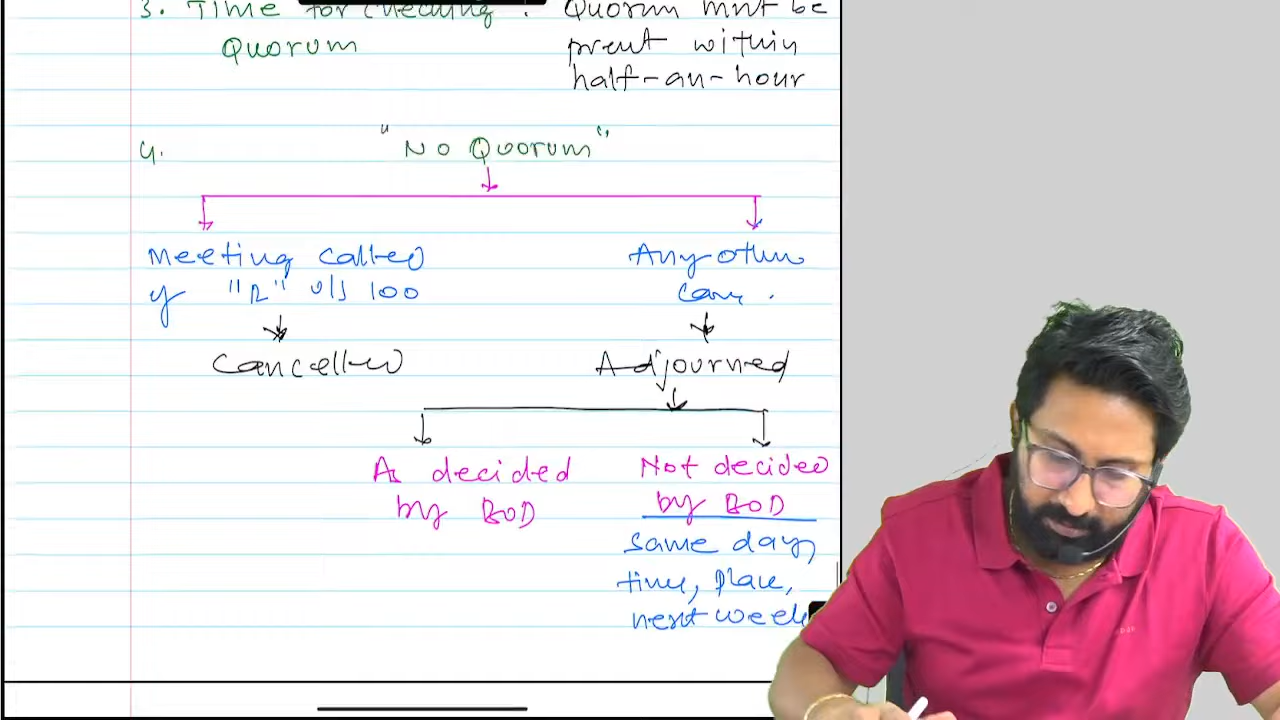 3. Time for checking : Quorum must be
Quorum present within
half-an-hour
4. "No Quorum"
Meeting called Any other
by "R" u/s 100 case.
Cancelled Adjourned
As decided Not decided
by BOD by BOD
same day,
time, place,
next week